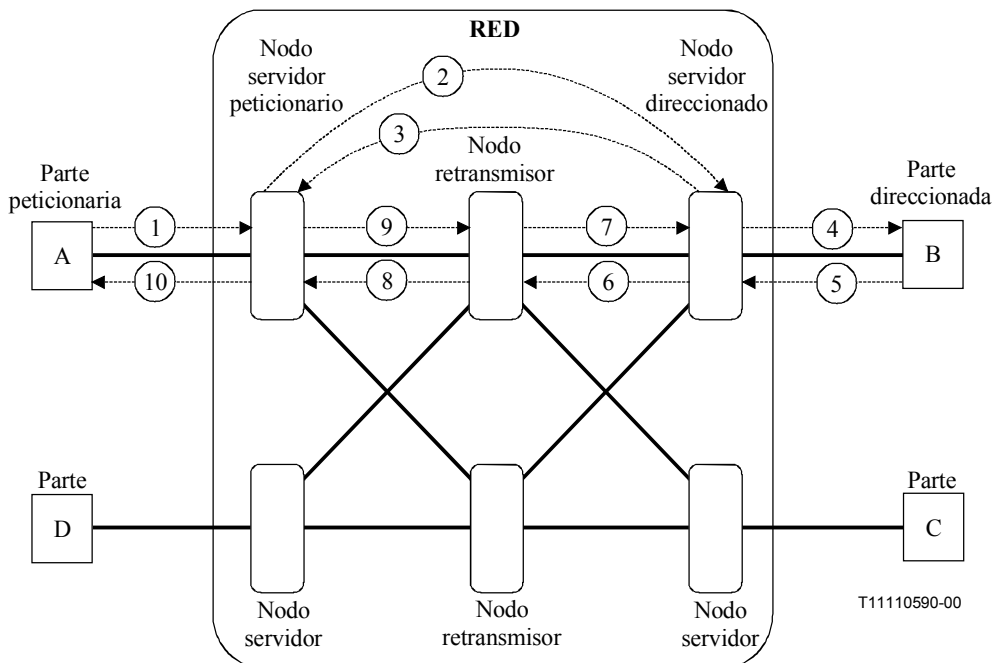 RED
Nodo
servidor
peticionario
2
Nodo
servidor
direccionado
3
Nodo
retransmisor
Parte
peticionaria
Parte
direccionada
1
9
7
4
A
B
10
8
6
5
Parte
D
Parte
C
Nodo
servidor
Nodo
retransmisor
Nodo
servidor
T11110590-00